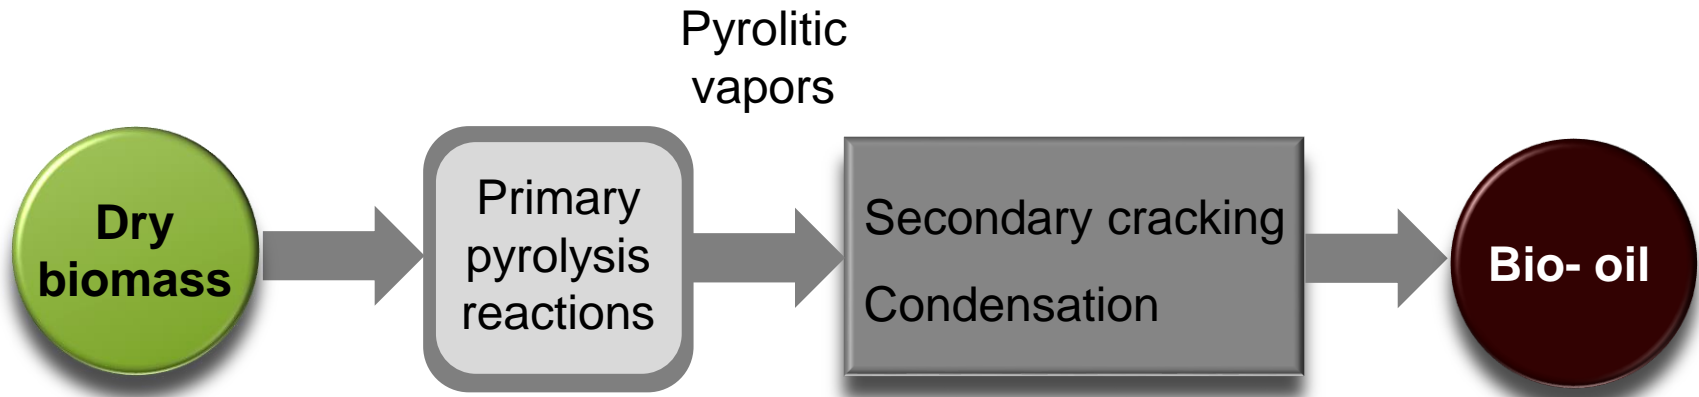 Pyrolitic
vapors
Dry
biomass
Primary
pyrolysis
reactions
Secondary cracking
Condensation
Bio- oil